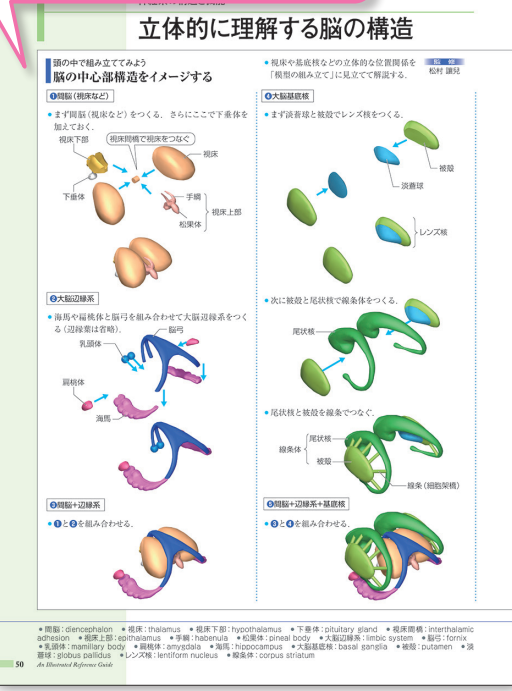 立体的に理解する脳の構造
頭の中で組み立ててみよう
脳の中心部構造をイメージする
●視床や基底核などの立体的な位置関係を
「模型の組み立て」に見立てて解説する.
監 修
松村 讓兒
❶間脳(視床など)
●まず間脳(視床など)をつくる. さらにここで下垂体を
加えておく.
視床下部
視床間橋で視床をつなぐ
視床
下垂体
手綱
松果体
視床上部
❷大脳辺縁系
●海馬や扁桃体と脳弓を組み合わせて大脳辺縁系をつく
る(辺縁葉は省略).
脳弓
乳頭体
扁桃体
海馬
❸間脳+辺縁系
●❶と❷を組み合わせる.
❹大脳基底核
●まず淡蒼球と被殻でレンズ核をつくる.
被殻
淡蒼球
レンズ核
●次に被殻と尾状核で線条体をつくる.
尾状核
●尾状核と被殻を線条でつなぐ.
尾状核
線条体
被殻
線条(細胞架橋)
❺間脳+辺縁系+基底核
●❸と❹を組み合わせる.
●間脳:diencephalon ●視床:thalamus ●視床下部:hypothalamus ●下垂体:pituitary gland ●視床間橋:interthalamic
adhesion ●視床上部:epithalamus ●手綱:habenula ●松果体:pineal body ●大脳辺縁系:limbic system ●脳弓:fornix
●乳頭体:mamillary body ●扁桃体:amygdala ●海馬:hippocampus ●大脳基底核:basal ganglia ●被殻:putamen ●淡
蒼球:globus pallidus ●レンズ核:lentiform nucleus ●線条体:corpus striatum
50 An Illustrated Reference Guide